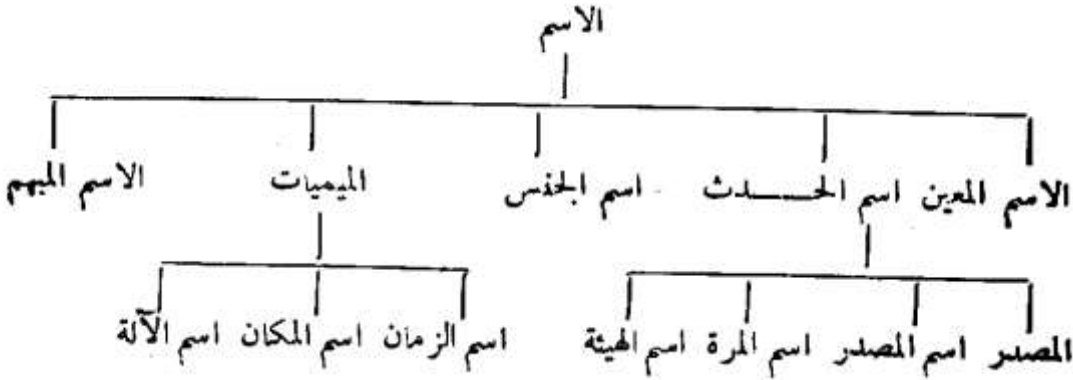 الاسم
الاسم المعين اسم الحـــدث اسم الجنس الميميات الاسم المبهم
المصدر اسم المصدر اسم المرة اسم الهيئة اسم الزمان اسم المكان اسم الآلة